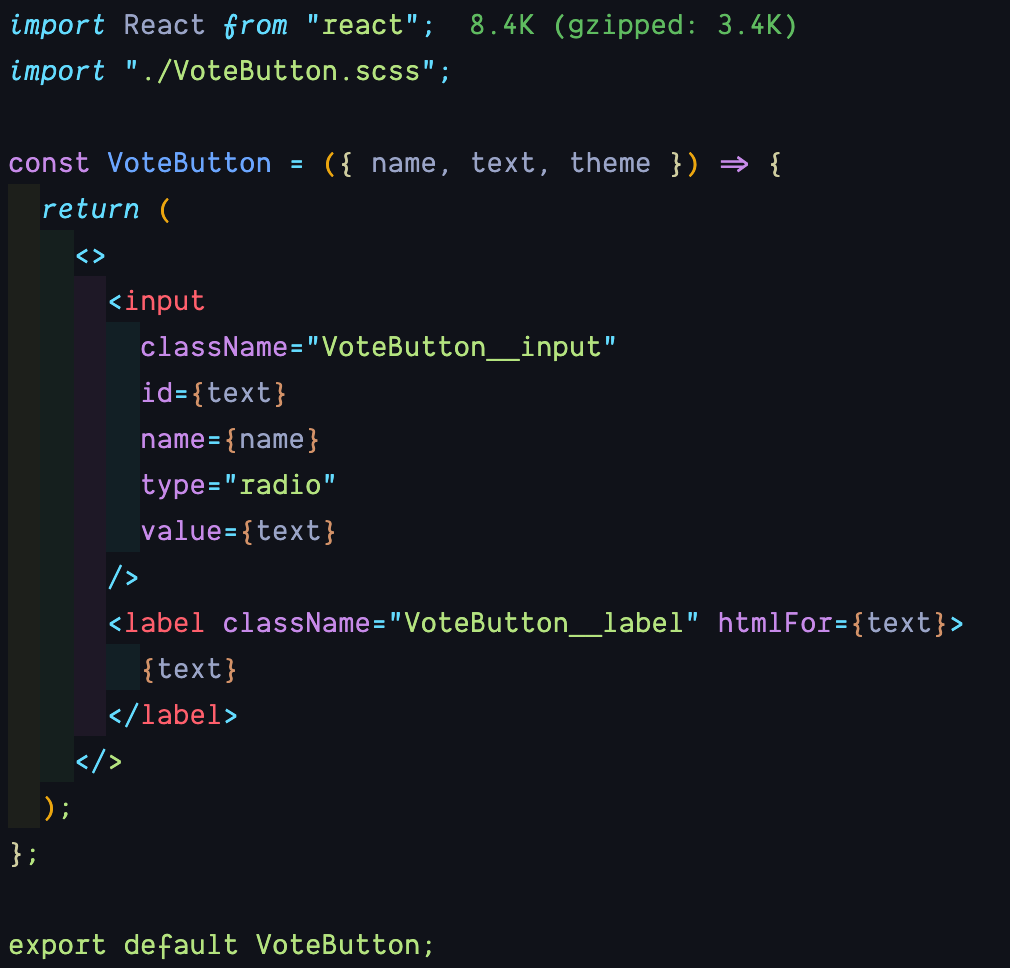 import React from "react";  8.4K (gzipped: 3.4K)
import "./VoteButton.scss";

const VoteButton = ({ name, text, theme }) => {
  return (
    <>
      <input
        className="VoteButton__input"
        id={text}
        name={name}
        type="radio"
        value={text}
      />
      <label className="VoteButton__label" htmlFor={text}>
        {text}
      </label>
    </>
  );
};

export default VoteButton;